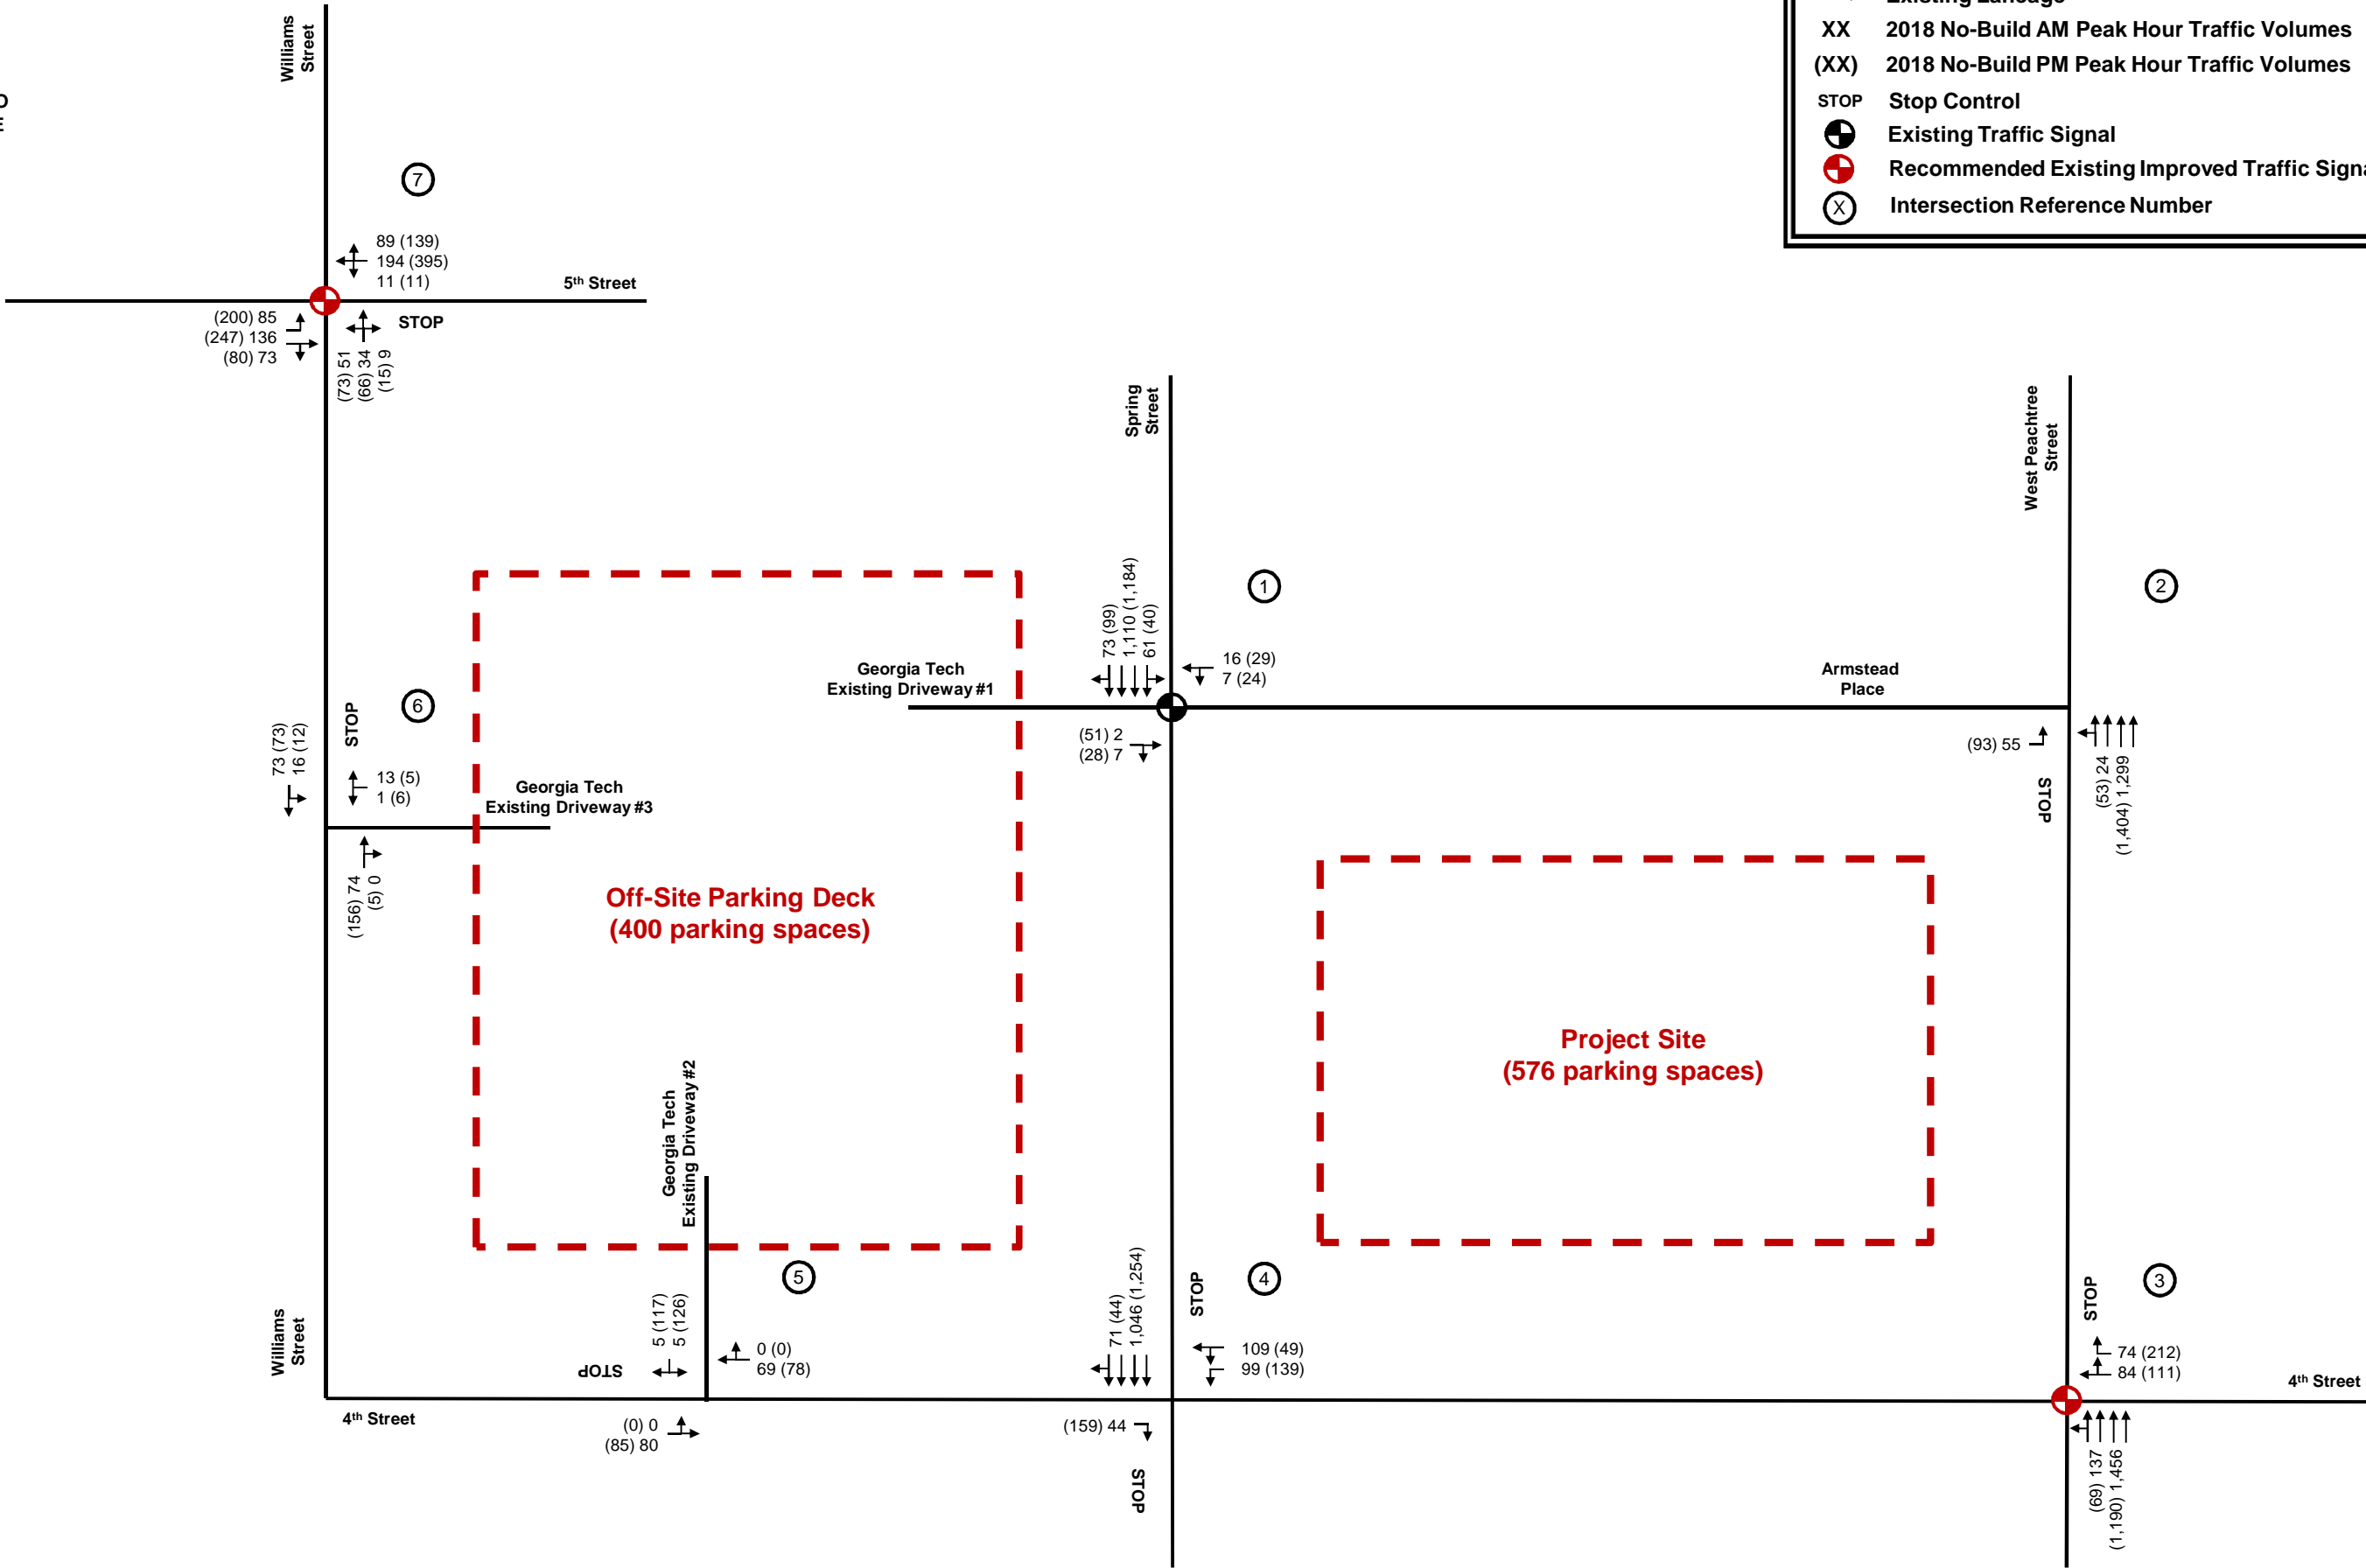 Existing Laneage
XX 2018 No-Build AM Peak Hour Traffic Volumes
(XX) 2018 No-Build PM Peak Hour Traffic Volumes
STOP Stop Control
Existing Traffic Signal
Recommended Existing Improved Traffic Signa
X Intersection Reference Number
Williams
Street
7
89 (139)
194 (395)
11 (11)
5th Street
STOP
(200) 85
(247) 136
(80) 73
(73) 51
(66) 34
(15) 9
Spring
Street
West Peachtree
Street
1
2
73 (99)
1,110 (1,184)
61 (40)
16 (29)
7 (24)
Georgia Tech
Existing Driveway #1
Armstead
Place
(51) 2
(28) 7
(93) 55
STOP
(53) 24
(1,404) 1,299
6
STOP
73 (73)
16 (12)
13 (5)
1 (6)
Georgia Tech
Existing Driveway #3
(156) 74
(5) 0
Off-Site Parking Deck
(400 parking spaces)
Project Site
(576 parking spaces)
Georgia Tech
Existing Driveway #2
5
4
3
Williams
Street
5 (117)
5 (126)
STOP
0 (0)
69 (78)
71 (44)
1,046 (1,254)
STOP
109 (49)
99 (139)
STOP
74 (212)
84 (111)
4th Street
4th Street
(0) 0
(85) 80
(159) 44
STOP
(69) 137
(1,190) 1,456